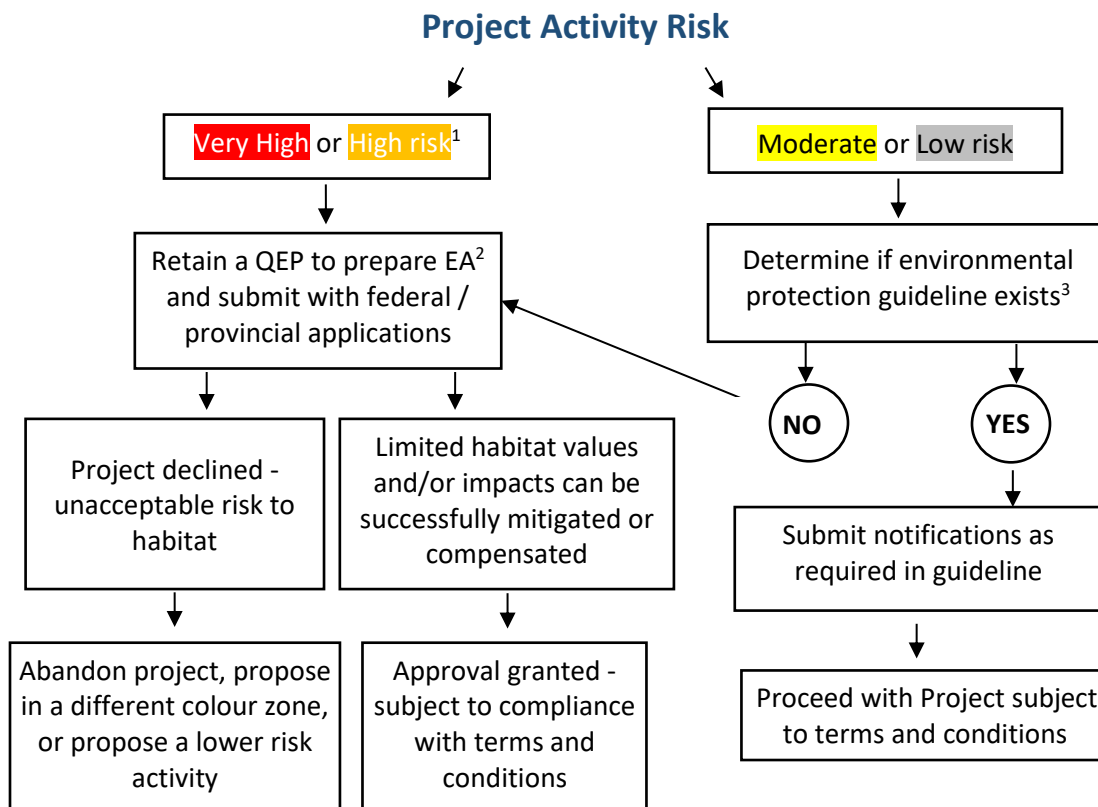 Project Activity Risk
Very High or High risk1
Moderate or Low risk
Retain a QEP to prepare EA2
and submit with federal /
provincial applications
Determine if environmental
protection guideline exists3
NO
YES
Project declined -
unacceptable risk to
habitat
Limited habitat values
and/or impacts can be
successfully mitigated or
compensated
Submit notifications as
required in guideline
Abandon project, propose
in a different colour zone,
or propose a lower risk
activity
Approval granted -
subject to compliance
with terms and
conditions
Proceed with Project subject
to terms and conditions